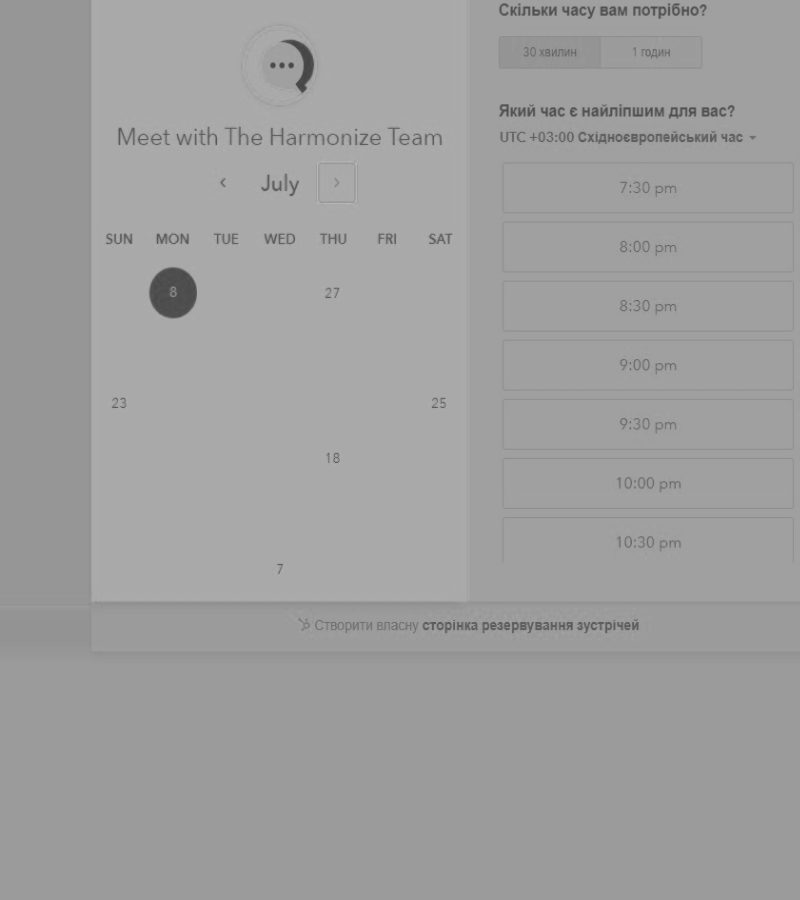 Meet with The Harmonize Team
July
SUN MON TUE WED THU FRI SAT
8 27
23 25
18
7
Скільки часу вам потрібно?
30 хвилин 1 годин
Який час є найліпшим для вас?
UTC +03:00 Східноєвропейський час
7:30 pm
8:00 pm
8:30 pm
9:00 pm
9:30 pm
10:00 pm
10:30 pm
Створити власну сторінка резервування зустрічей